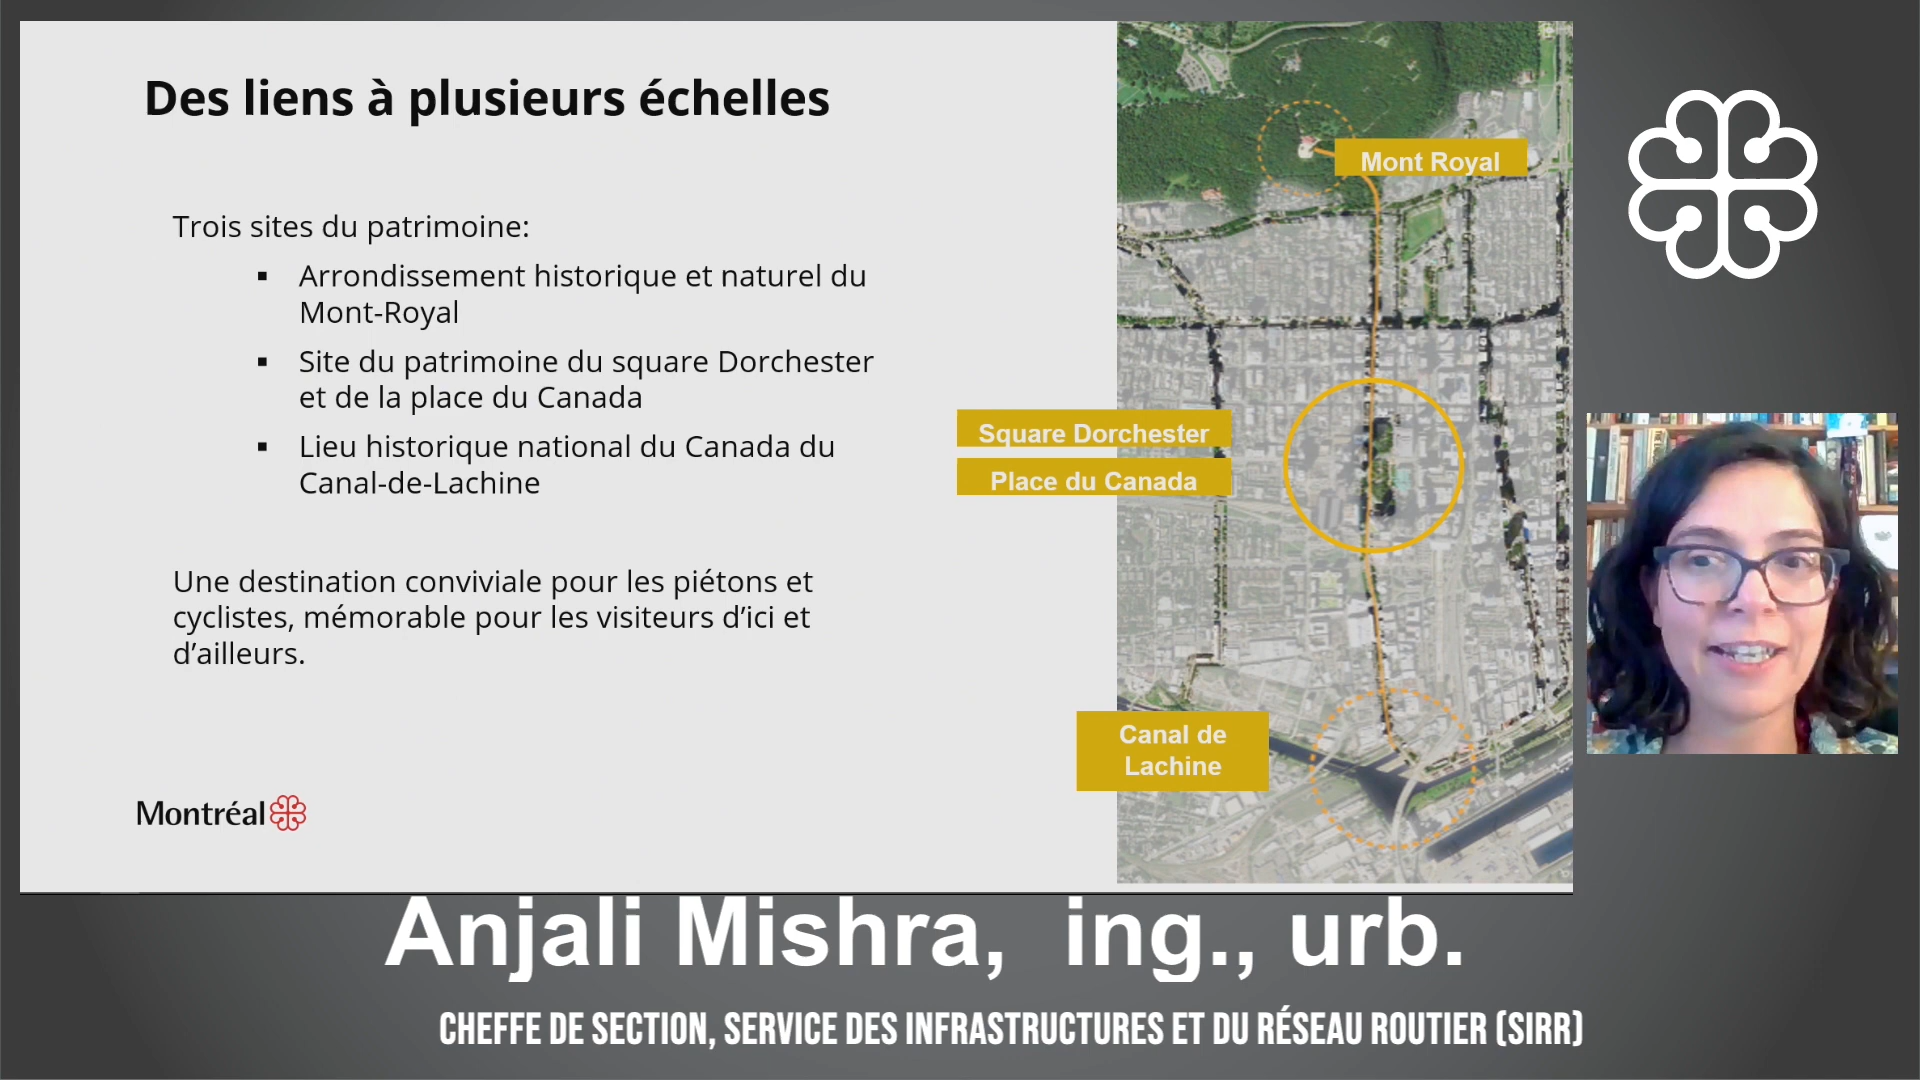 Des liens à plusieurs échelles
Trois sites du patrimoine:
▪ Arrondissement historique et naturel du
Mont-Royal
▪ Site du patrimoine du square Dorchester
et de la place du Canada
▪ Lieu historique national du Canada du
Canal-de-Lachine
Une destination conviviale pour les piétons et
cyclistes, mémorable pour les visiteurs d’ici et
d’ailleurs.
Montréal
Mont Royal
Square Dorchester
Place du Canada
Canal de
Lachine
Anjali Mishra, ing., urb.
CHEFFE DE SECTION, SERVICE DES INFRASTRUCTURES ET DU RÉSEAU ROUTIER (SIRR)